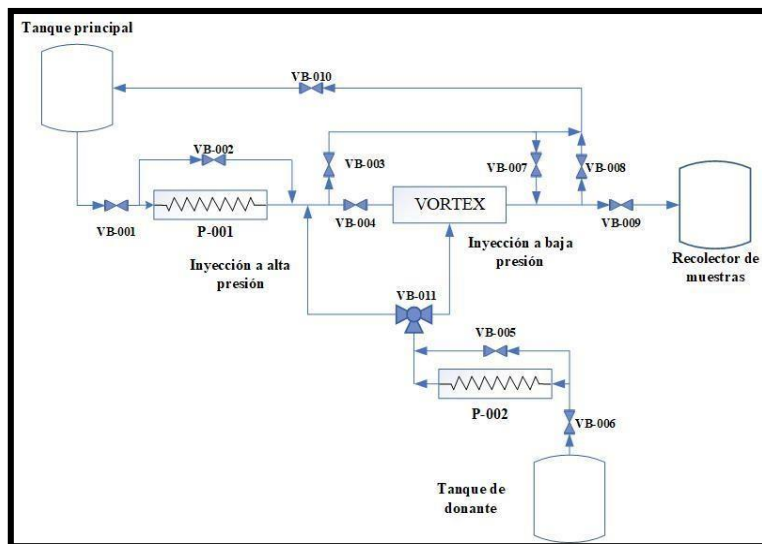 Tanque principal
VB-010
VB-002
VB-003
VB-007
VB-008
VB-001
P-001
VB-004
VORTEX
VB-009
Inyección a alta
presión
Inyección a baja
presión
Recolector de
muestras
VB-011
VB-005
P-002
VB-006
Tanque de
donante